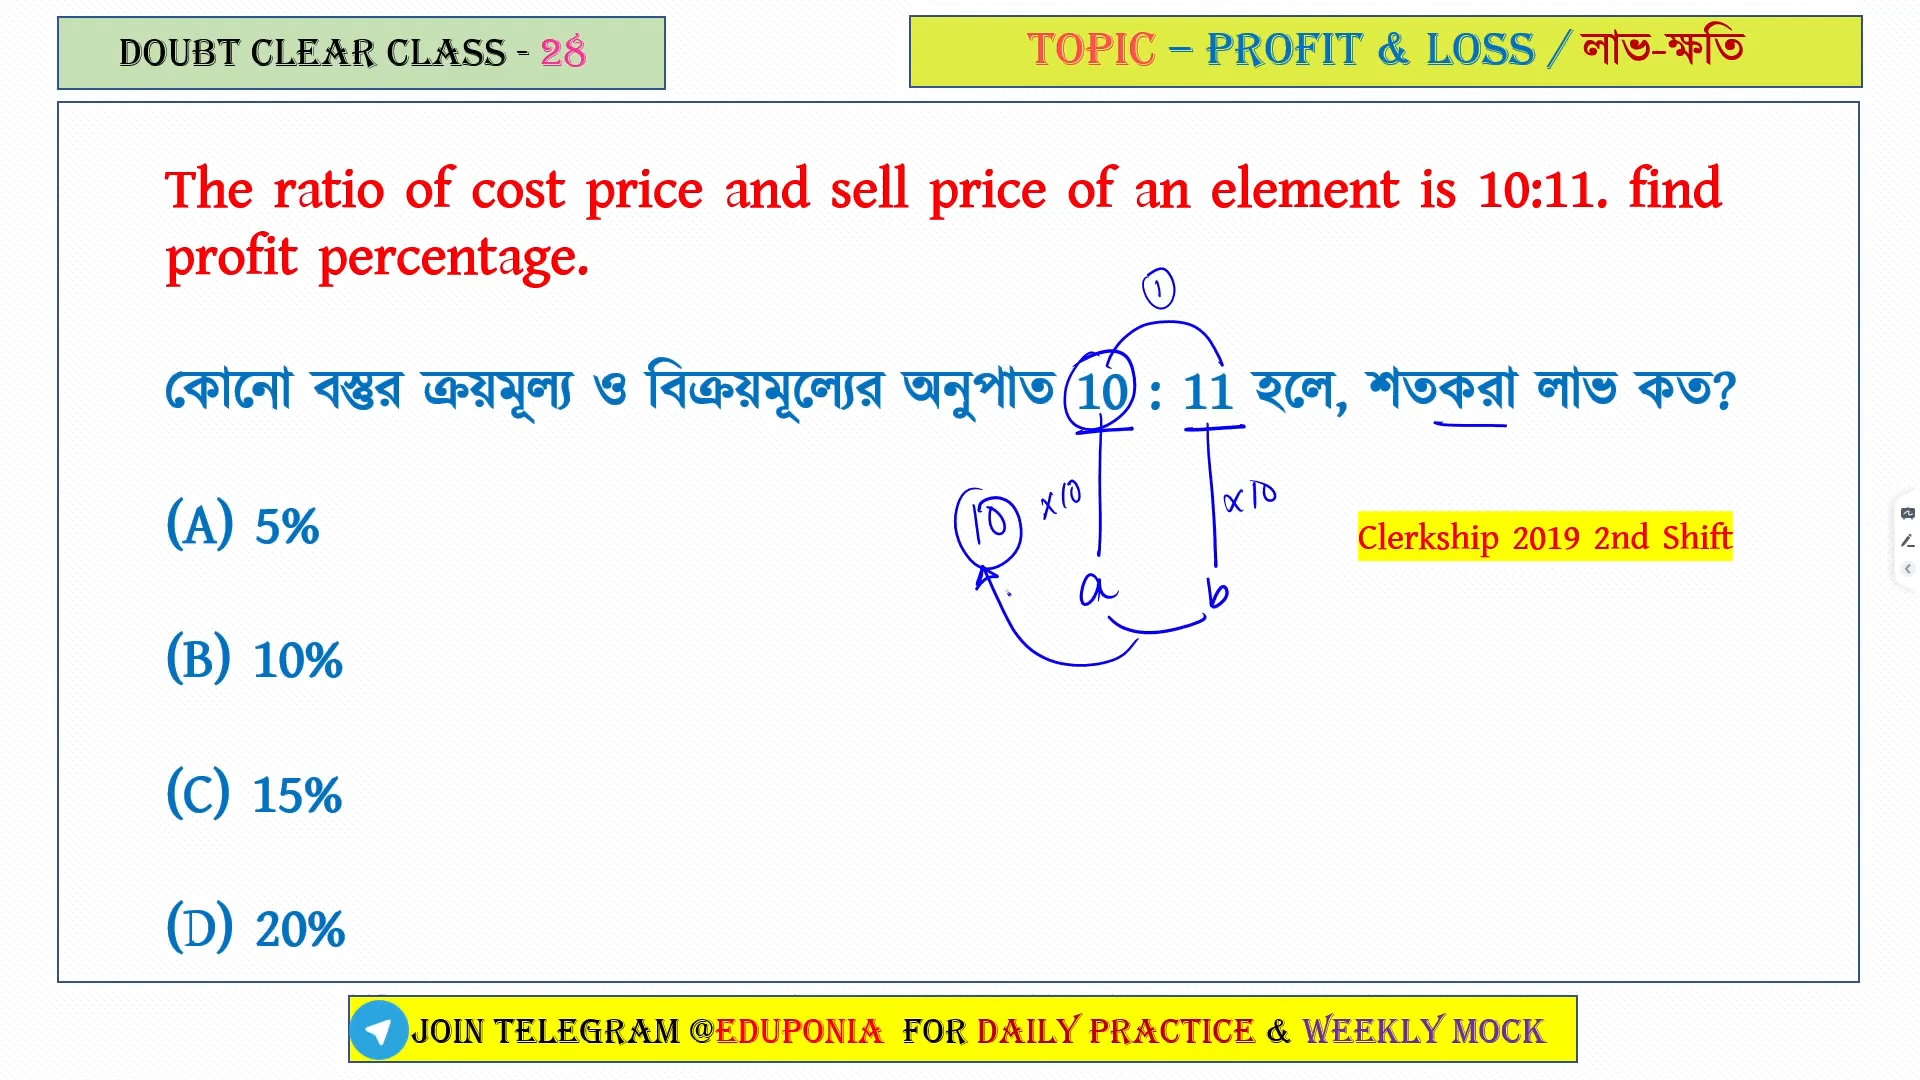 DOUBT CLEAR CLASS - 28
TOPIC – PROFIT & LOSS / লাভ-ক্ষতি
The ratio of cost price and sell price of an element is 10:11. find
profit percentage.
1
কোনো বস্তুর ক্রয়মূল্য ও বিক্রয়মূল্যের অনুপাত 10 : 11 হলে, শতকরা লাভ কত?
(A) 5%
10 ×10 ×10
Clerkship 2019 2nd Shift
a b
(B) 10%
(C) 15%
(D) 20%
JOIN TELEGRAM @EDUPONIA FOR DAILY PRACTICE & WEEKLY MOCK